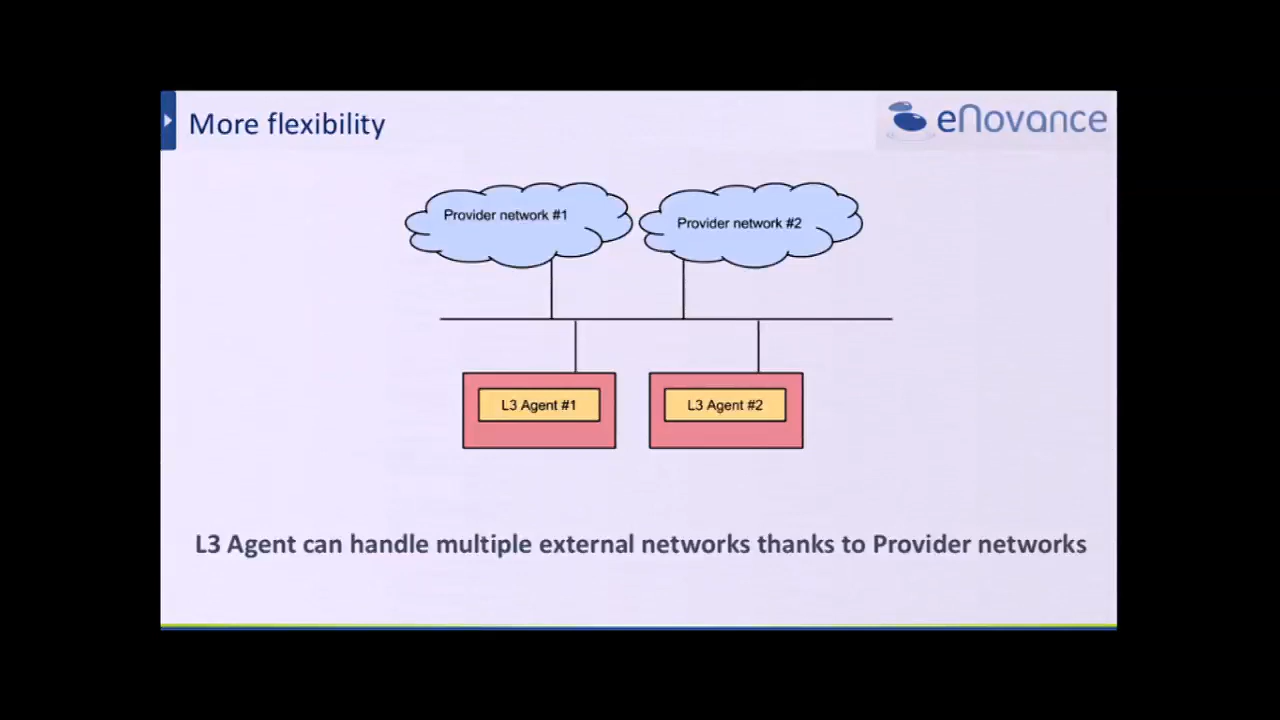 More flexibility
eNovance
Provider network #1
Provider network #2
L3 Agent #1
L3 Agent #2
L3 Agent can handle multiple external networks thanks to Provider networks